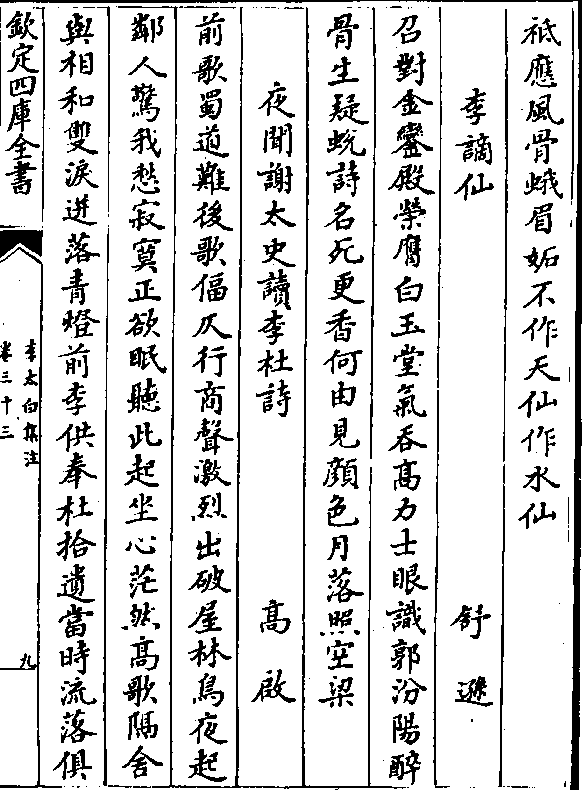 祗應風骨蛾眉妬不作天仙作水仙
李謫仙 舒遜
召對金鑾殿榮膺白玉堂氣吞高力士眼識郭汾陽醉
骨生疑蛻詩名死更香何由見顔色月落照空梁
夜聞謝太史讀李杜詩 高啟
前歌蜀道難後歌偪仄行商聲激烈出破屋林鳥夜起
鄰人驚我愁寂寞正欲眠聽此起坐心茫然高歌隔舍
與相和雙淚迸落青燈前李供奉杜拾遺當時流落俱
欽定四庫全書
李太白集注
卷三十三
九